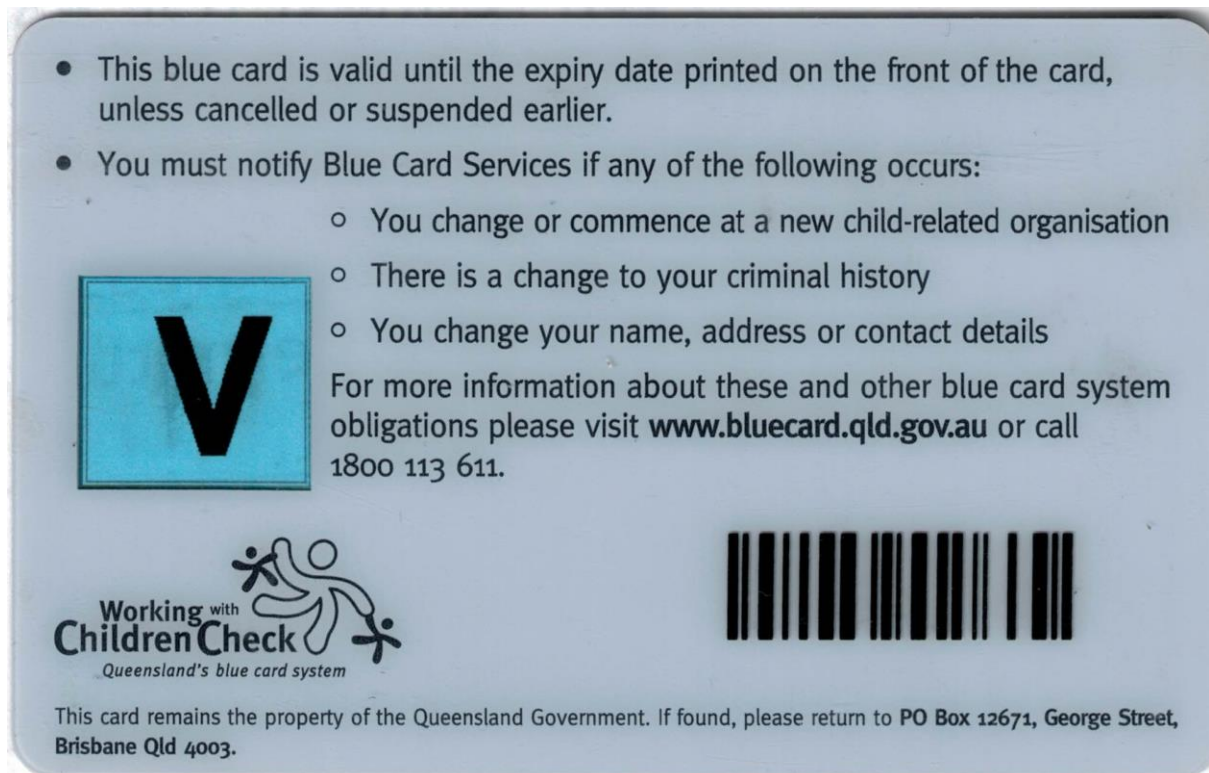 • This blue card is valid until the expiry date printed on the front of the card,
unless cancelled or suspended earlier.
• You must notify Blue Card Services if any of the following occurs:
○ You change or commence at a new child-related organisation
○ There is a change to your criminal history
○ You change your name, address or contact details
V
For more information about these and other blue card system
obligations please visit www.bluecard.qld.gov.au or call
1800 113 611.
Working with
Children Check
Queensland's blue card system
This card remains the property of the Queensland Government. If found, please return to PO Box 12671, George Street,
Brisbane Qld 4003.